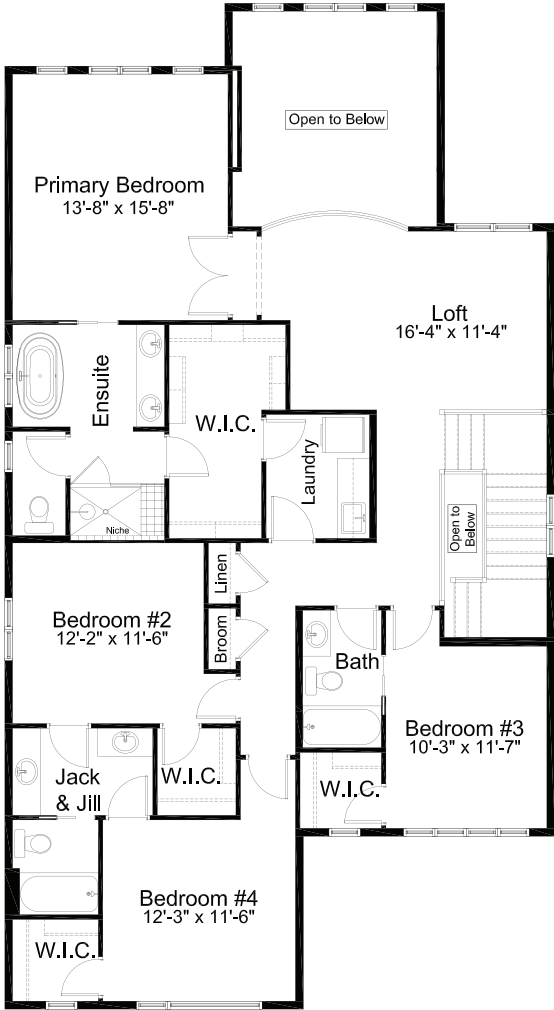 Open to Below
Primary Bedroom
13'-8" x 15'-8"
Loft
16'-4" x 11'-4"
Ensuite
W.I.C.
Laundry
Niche
Open to
Below
Linen
Bedroom #2
12'-2" x 11'-6"
Broom
Bath
Bedroom #3
10'-3" x 11'-7"
Jack
& Jill
W.I.C.
W.I.C.
Bedroom #4
12'-3" x 11'-6"
W.I.C.